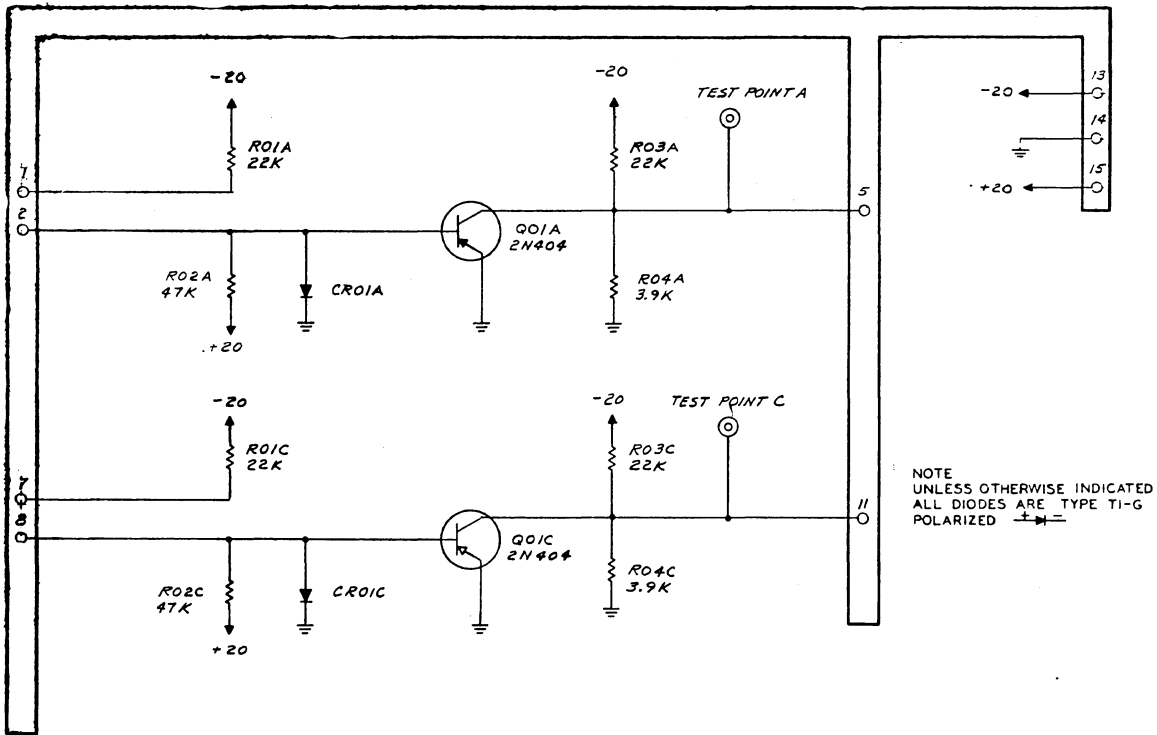 -20
-20
TEST POINT A
13
-20
14
R01A
22K
R03A
22K
1
15
+20
5
2
Q01A
2N404
R02A
47K
CR01A
R04A
3.9K
+20
-20
-20
TEST POINT C
R01C
22K
R03C
22K
7
11
8
Q01C
2N404
R02C
47K
CR01C
R04C
3.9K
+20
NOTE
UNLESS OTHERWISE INDICATED
ALL DIODES ARE TYPE TI-G
POLARIZED + -